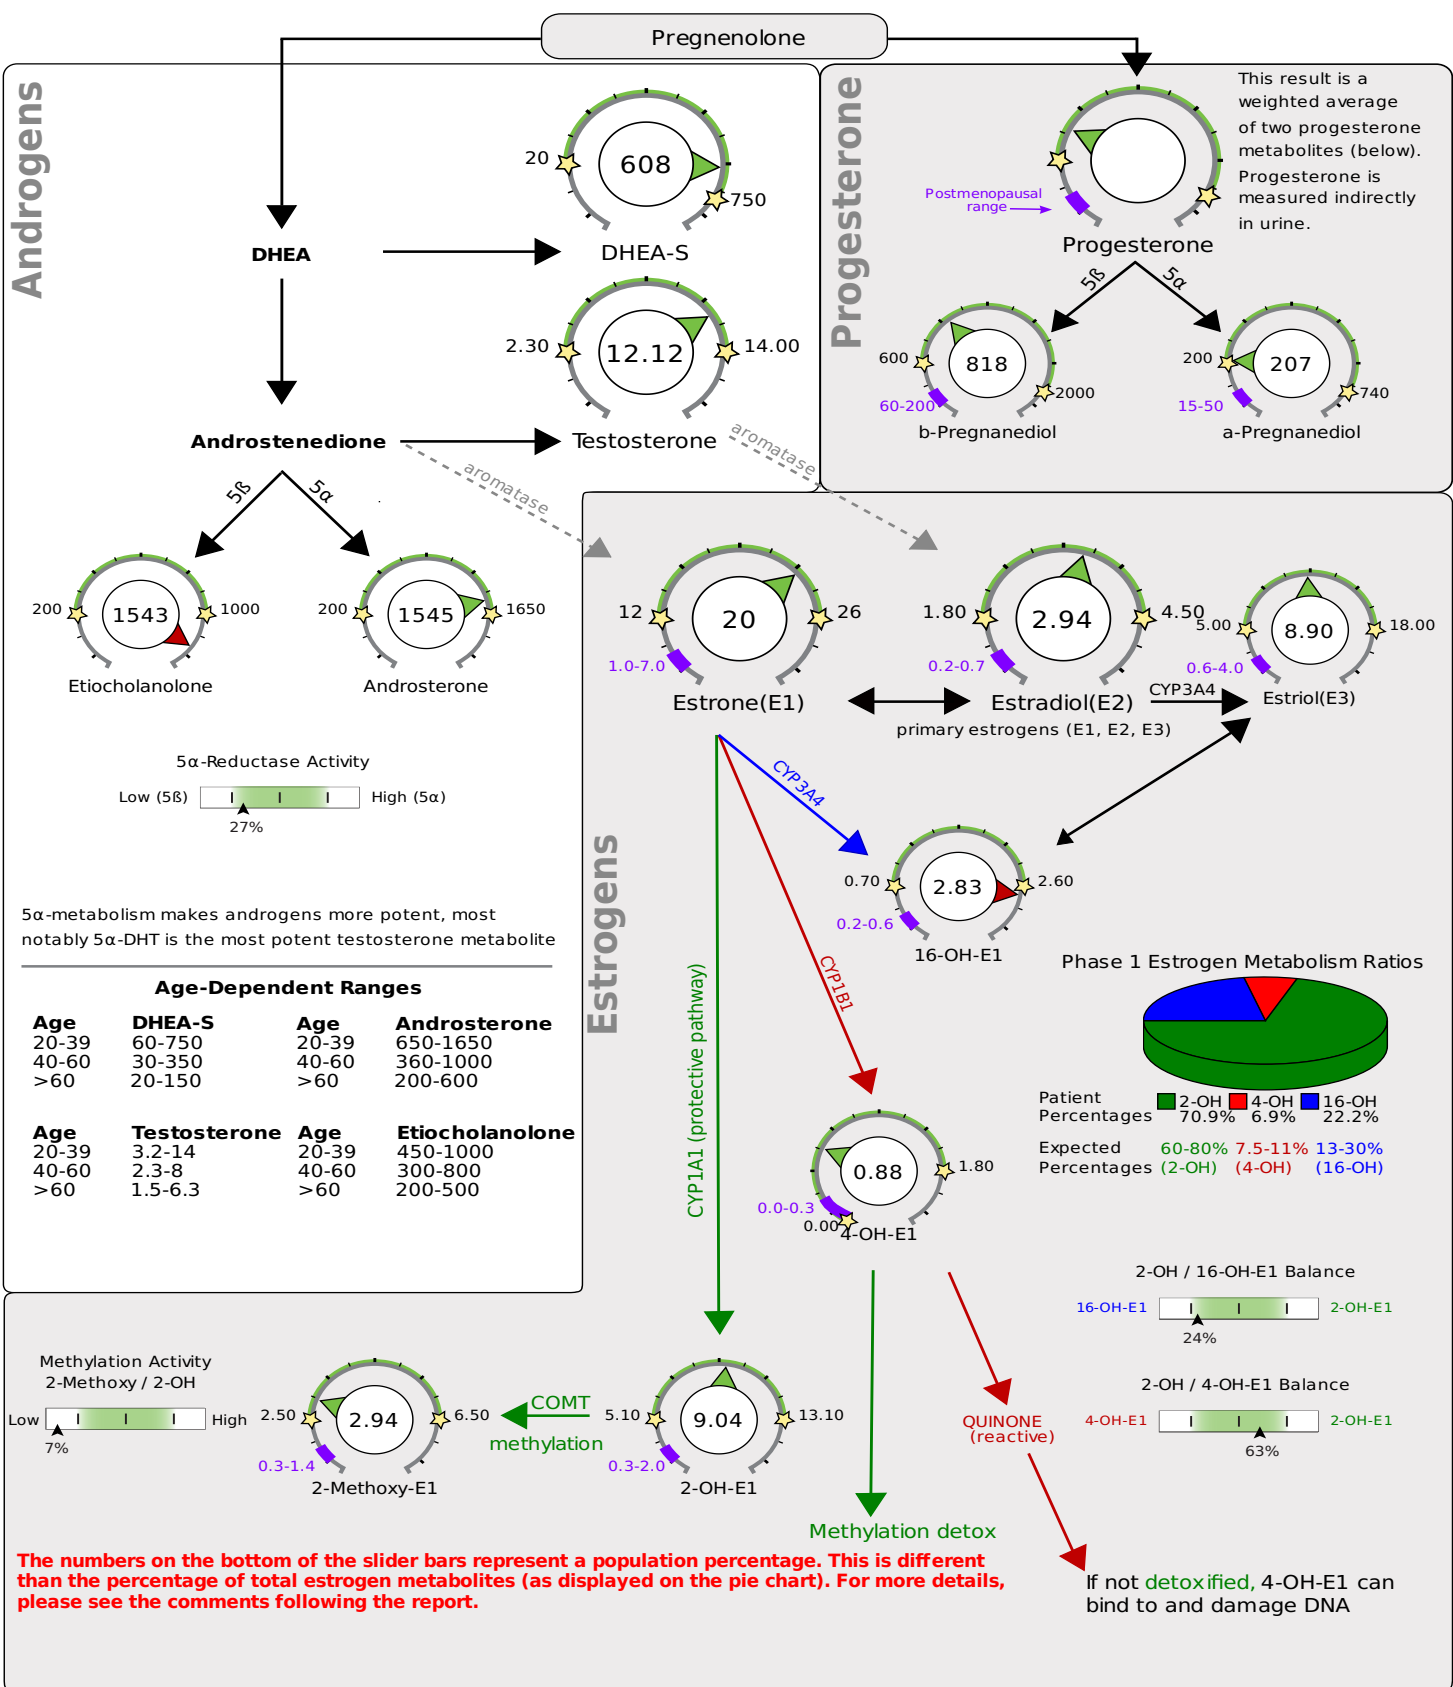 Pregnenolone
Androgens
20
608
750
DHEA-S
DHEA
2.30
12.12
14.00
Testosterone
Androstenedione
aromatase
aromatase
5ß
5α
200
1543
1000
Etiocholanolone
200
1545
1650
Androsterone
5α-Reductase Activity
Low (5ß)
High (5α)
27%
5α-metabolism makes androgens more potent, most
notably 5α-DHT is the most potent testosterone metabolite
Age-Dependent Ranges
Age DHEA-S Age Androsterone
20-39 60-750 20-39 650-1650
40-60 30-350 40-60 360-1000
>60 20-150 >60 200-600
Age Testosterone Age Etiocholanolone
20-39 3.2-14 20-39 450-1000
40-60 2.3-8 40-60 300-800
>60 1.5-6.3 >60 200-500
Progesterone
This result is a
weighted average
of two progesterone
metabolites (below).
Progesterone is
measured indirectly
in urine.
Postmenopausal
range
Progesterone
5ß
5α
600
818
2000
60-200
b-Pregnanediol
200
207
740
15-50
a-Pregnanediol
Estrogens
12
20
26
1.0-7.0
Estrone(E1)
1.80
2.94
4.50
0.2-0.7
Estradiol(E2)
5.00
8.90
18.00
0.6-4.0
Estriol(E3)
CYP3A4
primary estrogens (E1, E2, E3)
CYP3A4
0.70
2.83
2.60
0.2-0.6
16-OH-E1
CYP1B1
CYP1A1 (protective pathway)
Phase 1 Estrogen Metabolism Ratios
Patient
Percentages
2-OH 4-OH 16-OH
70.9% 6.9% 22.2%
Expected
Percentages
60-80% 7.5-11% 13-30%
(2-OH) (4-OH) (16-OH)
0.88
1.80
0.0-0.3
0.00
4-OH-E1
2-OH / 16-OH-E1 Balance
16-OH-E1
2-OH-E1
24%
2-OH / 4-OH-E1 Balance
4-OH-E1
2-OH-E1
63%
Methylation Activity
2-Methoxy / 2-OH
Low
High
7%
2.50
2.94
6.50
0.3-1.4
2-Methoxy-E1
COMT
methylation
5.10
9.04
13.10
0.3-2.0
2-OH-E1
QUINONE
(reactive)
Methylation detox
If not detoxified, 4-OH-E1 can
bind to and damage DNA
The numbers on the bottom of the slider bars represent a population percentage. This is different
than the percentage of total estrogen metabolites (as displayed on the pie chart). For more details,
please see the comments following the report.